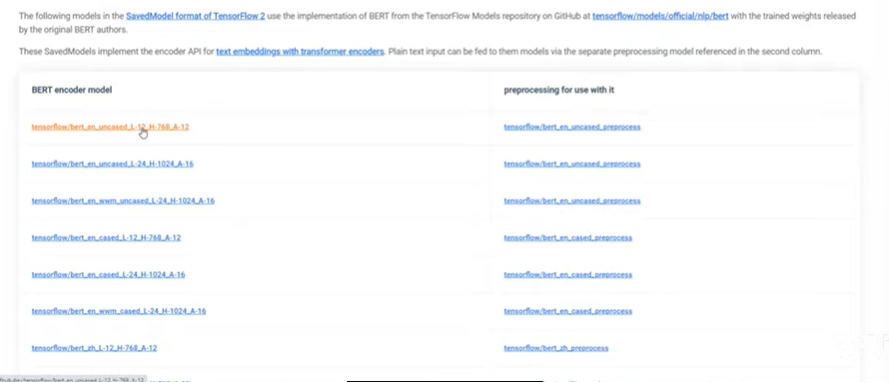 The following models in the SavedModel format of TensorFlow 2 use the implementation of BERT from the TensorFlow Models repository on GitHub at tensorflow/models/official/nlp/bert with the trained weights released
by the original BERT authors.
These SavedModels implement the encoder API for text embeddings with transformer encoders. Plain text input can be fed to them models via the separate preprocessing model referenced in the second column.
BERT encoder model preprocessing for use with it
tensorflow/bert_en_uncased_L-12_H-768_A-12 tensorflow/bert_en_uncased_preprocess
tensorflow/bert_en_uncased_L-24_H-1024_A-16 tensorflow/bert_en_uncased_preprocess
tensorflow/bert_en_wwm_uncased_L-24_H-1024_A-16 tensorflow/bert_en_uncased_preprocess
tensorflow/bert_en_cased_L-12_H-768_A-12 tensorflow/bert_en_cased_preprocess
tensorflow/bert_en_cased_L-24_H-1024_A-16 tensorflow/bert_en_cased_preprocess
tensorflow/bert_en_wwm_cased_L-24_H-1024_A-16 tensorflow/bert_en_cased_preprocess
tensorflow/bert_zh_L-12_H-768_A-12 tensorflow/bert_zh_preprocess